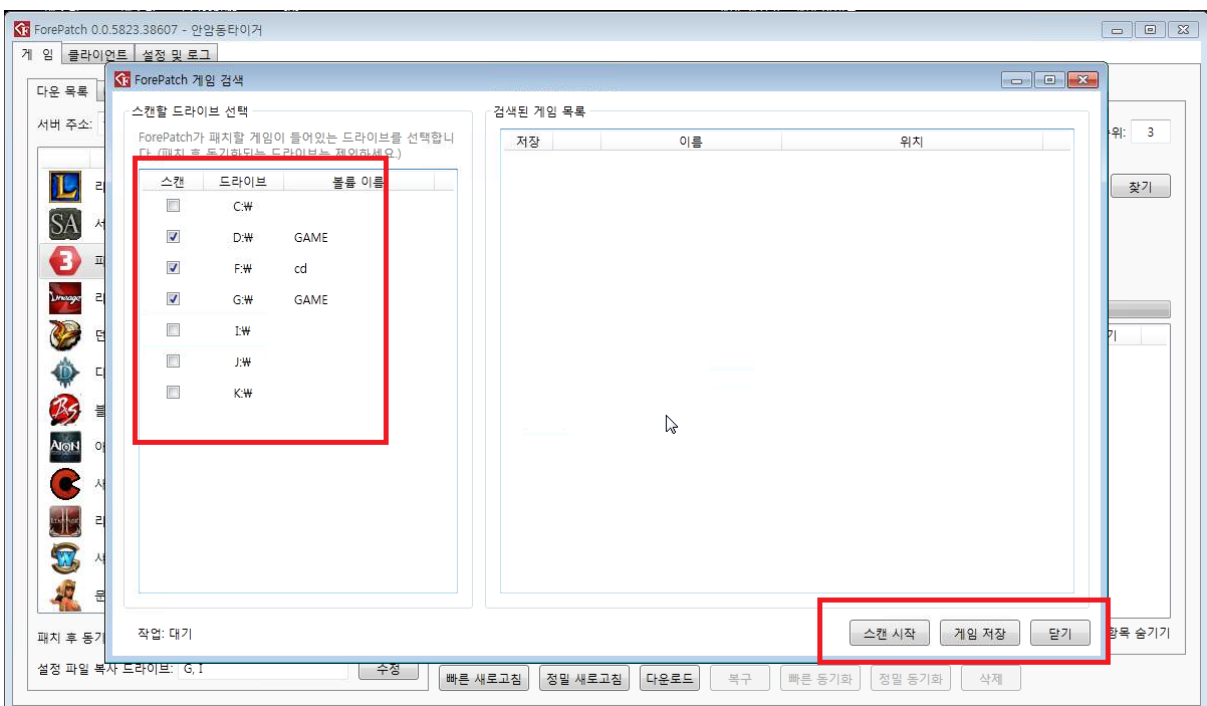 ForePatch 0.0.5823.38607 - 안암동타이거
게 임 클라이언트 설정 및 로그
ForePatch 게임 검색
다운 목록
스캔할 드라이브 선택
검색된 게임 목록
서버 주소:
ForePatch가 패치할 게임이 들어있는 드라이브를 선택합니
다. (패치 후 동기화되는 드라이브는 제외하세요.)
저장 이름 위치
3
찾기
스캔 드라이브 볼륨 이름
C:₩
D:₩ GAME
F:₩ cd
G:₩ GAME
I:₩
J:₩
K:₩
SA
3
Lineage
BS
AION
작업: 대기
스캔 시작 게임 저장 닫기
패치 후 동기
항목 숨기기
설정 파일 복사 드라이브: G, I 수정
빠른 새로고침 정밀 새로고침 다운로드 복구 빠른 동기화 정밀 동기화 삭제